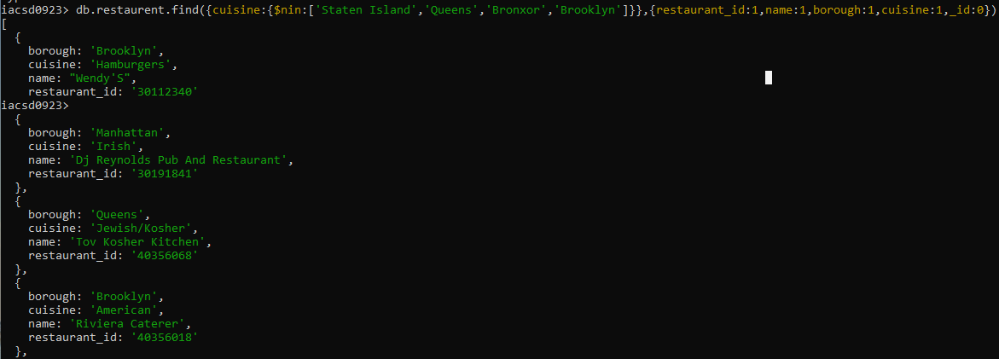 iacsd0923> db.restaurent.find({cuisine:{$nin:['Staten Island','Queens','Bronxor','Brooklyn']}},{restaurant_id:1,name:1,borough:1,cuisine:1,_id:0})
[
  {
    borough: 'Brooklyn',
    cuisine: 'Hamburgers',
    name: "Wendy'S",
    restaurant_id: '30112340'
iacsd0923>
  {
    borough: 'Manhattan',
    cuisine: 'Irish',
    name: 'Dj Reynolds Pub And Restaurant',
    restaurant_id: '30191841'
  },
  {
    borough: 'Queens',
    cuisine: 'Jewish/Kosher',
    name: 'Tov Kosher Kitchen',
    restaurant_id: '40356068'
  },
  {
    borough: 'Brooklyn',
    cuisine: 'American',
    name: 'Riviera Caterer',
    restaurant_id: '40356018'
  },